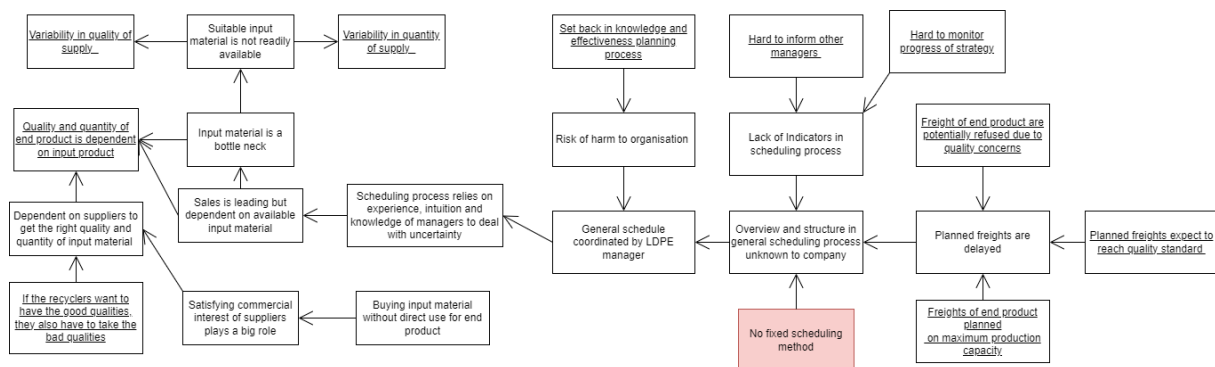 Variability in quality of
supply
Suitable input
material is not readily
available
Variability in quantity
of supply
Set back in knowledge and
effectiveness planning
process
Hard to inform other
managers
Hard to monitor
progress of strategy
Quality and quantity of
end product is dependent
on input product
Input material is a
bottle neck
Risk of harm to organisation
Lack of Indicators in
scheduling process
Freight of end product are
potentially refused due to
quality concerns
Dependent on suppliers to
get the right quality and
quantity of input material
Sales is leading but
dependent on available
input material
Scheduling process relies on
experience, intuition and
knowledge of managers to deal
with uncertainty
General schedule
coordinated by LDPE
manager
Overview and structure in
general scheduling process
unknown to company
Planned freights are
delayed
Planned freights expect to
reach quality standard
If the recyclers want to
have the good qualities,
they also have to take the
bad qualities
Satisfying commercial
interest of suppliers
plays a big role
Buying input material
without direct use for end
product
No fixed scheduling
method
Freights of end product
planned
on maximum production
capacity